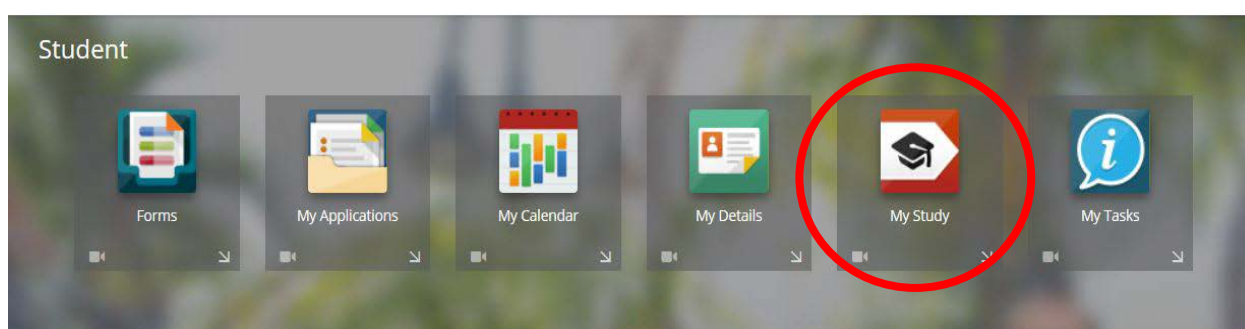 Student
Forms
My Applications
My Calendar
My Details
My Study
My Tasks